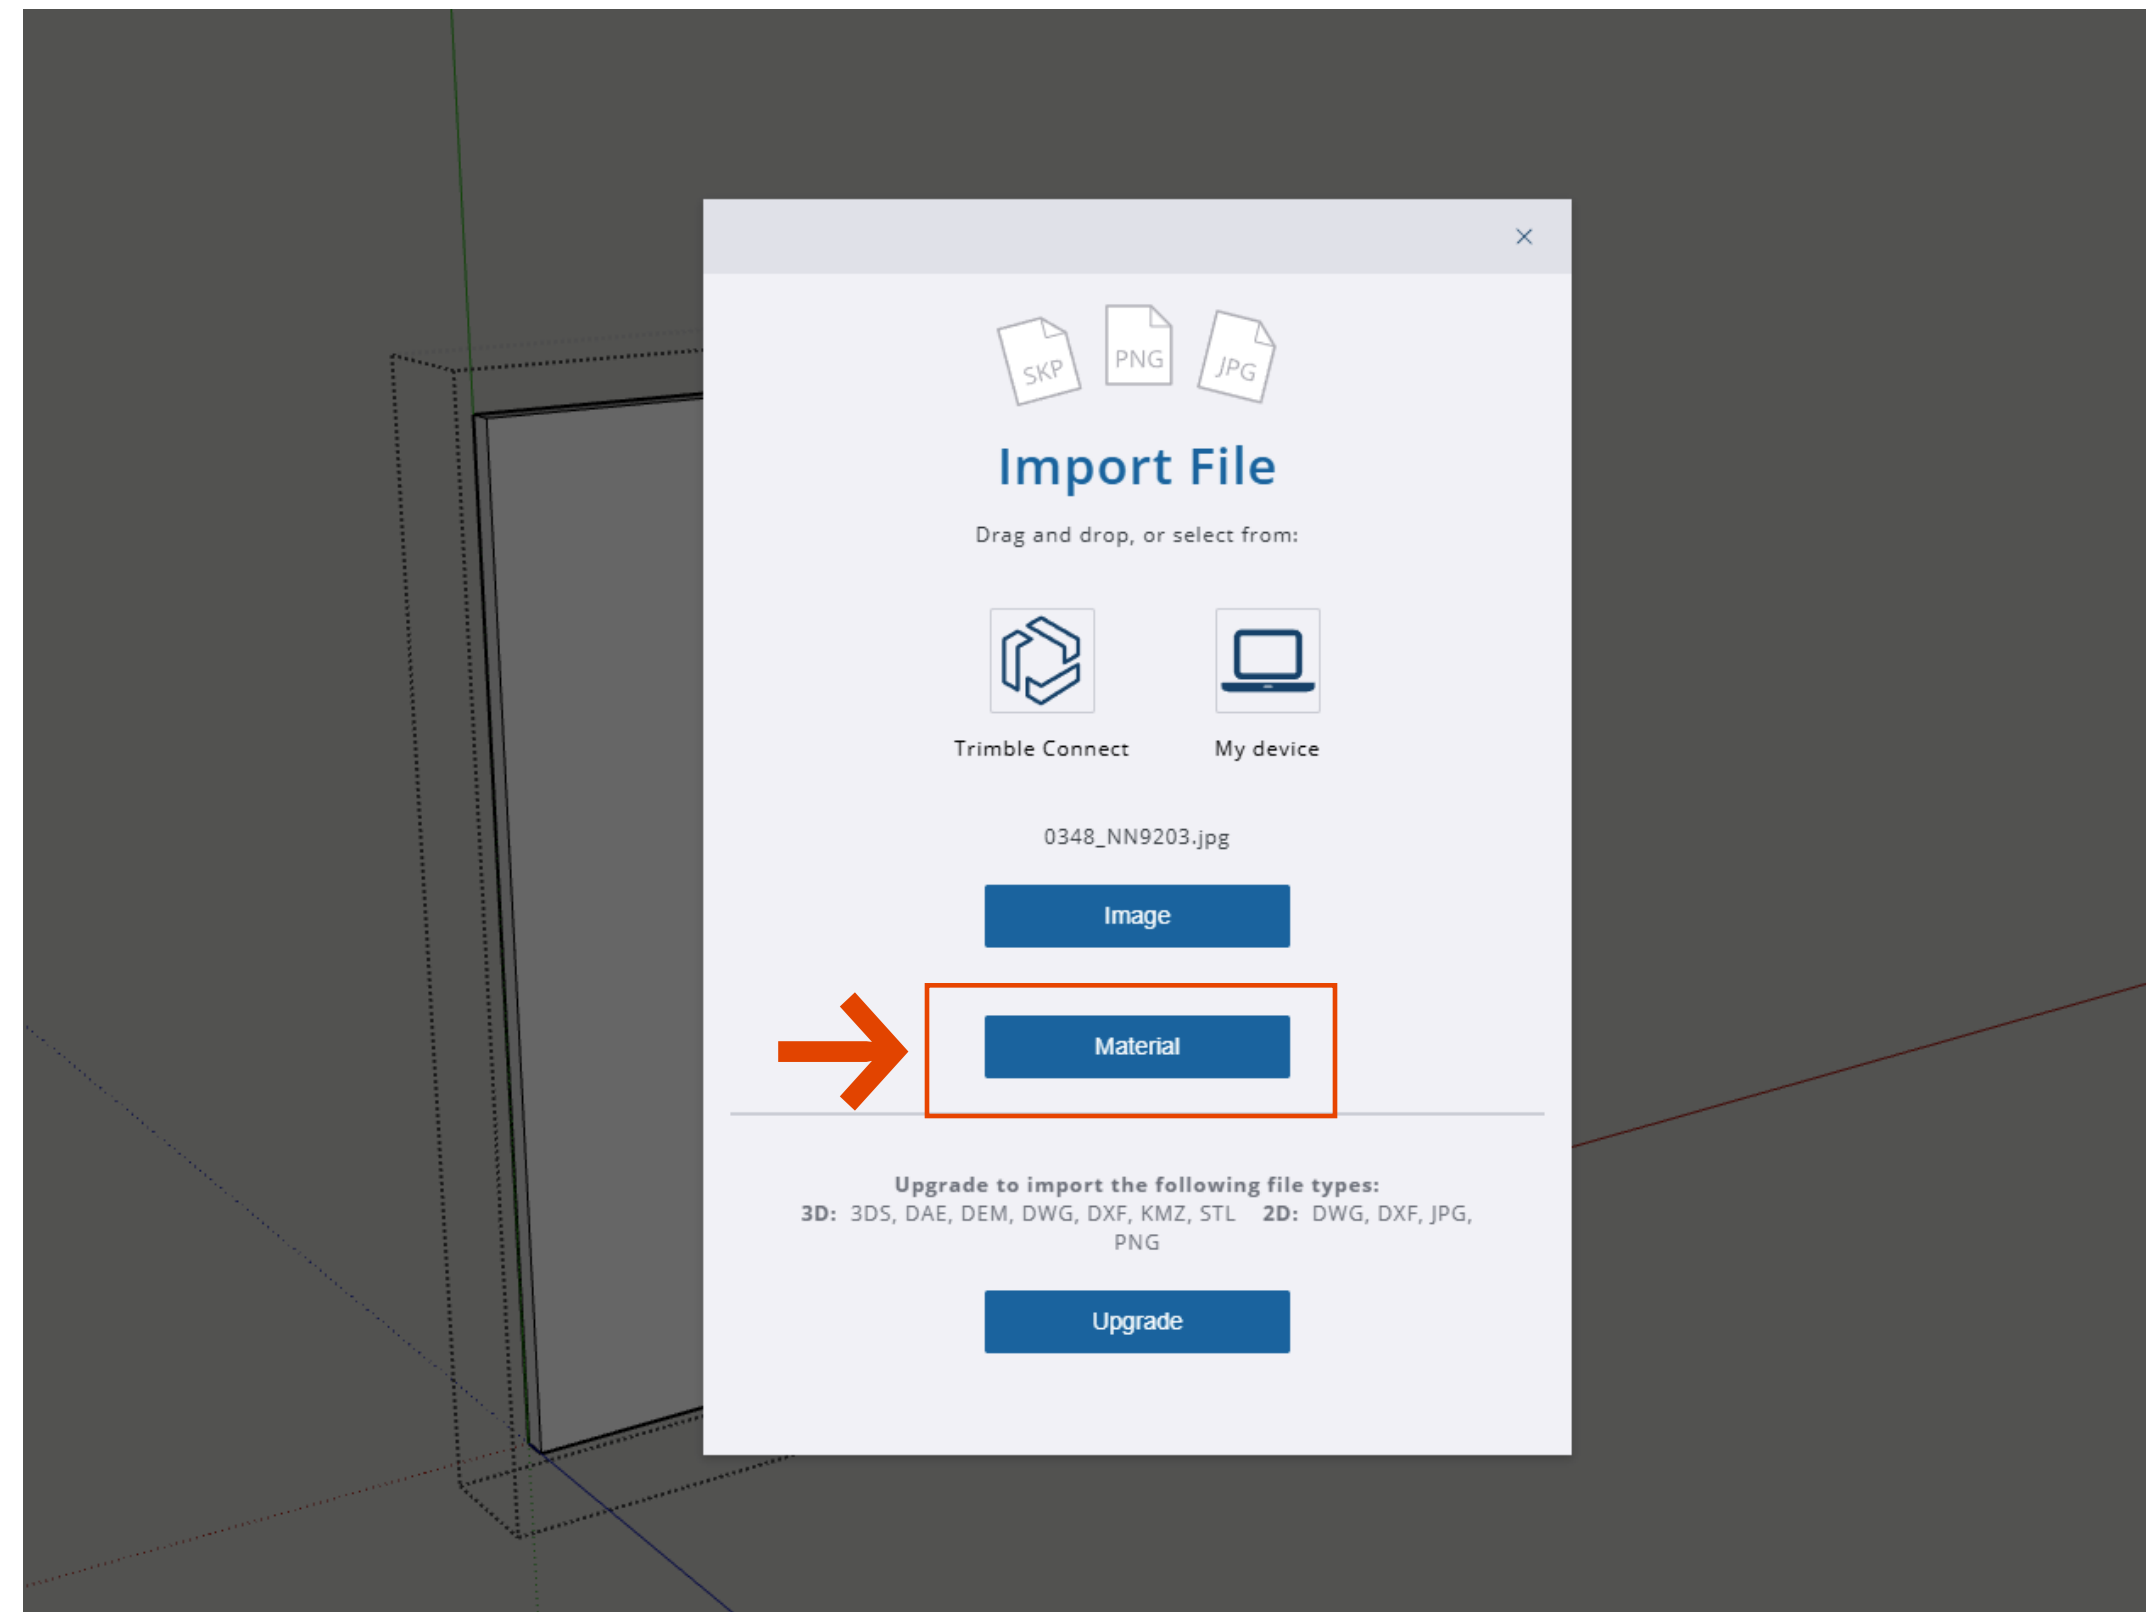 SKP
PNG
JPG
Import File
Drag and drop, or select from:
Trimble Connect
My device
0348_NN9203.jpg
Image
Material
Upgrade to import the following file types:
3D: 3DS, DAE, DEM, DWG, DXF, KMZ, STL 2D: DWG, DXF, JPG,
PNG
Upgrade